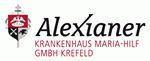 Alexianer
KRANKENHAUS MARIA-HILF
GMBH KREFELD